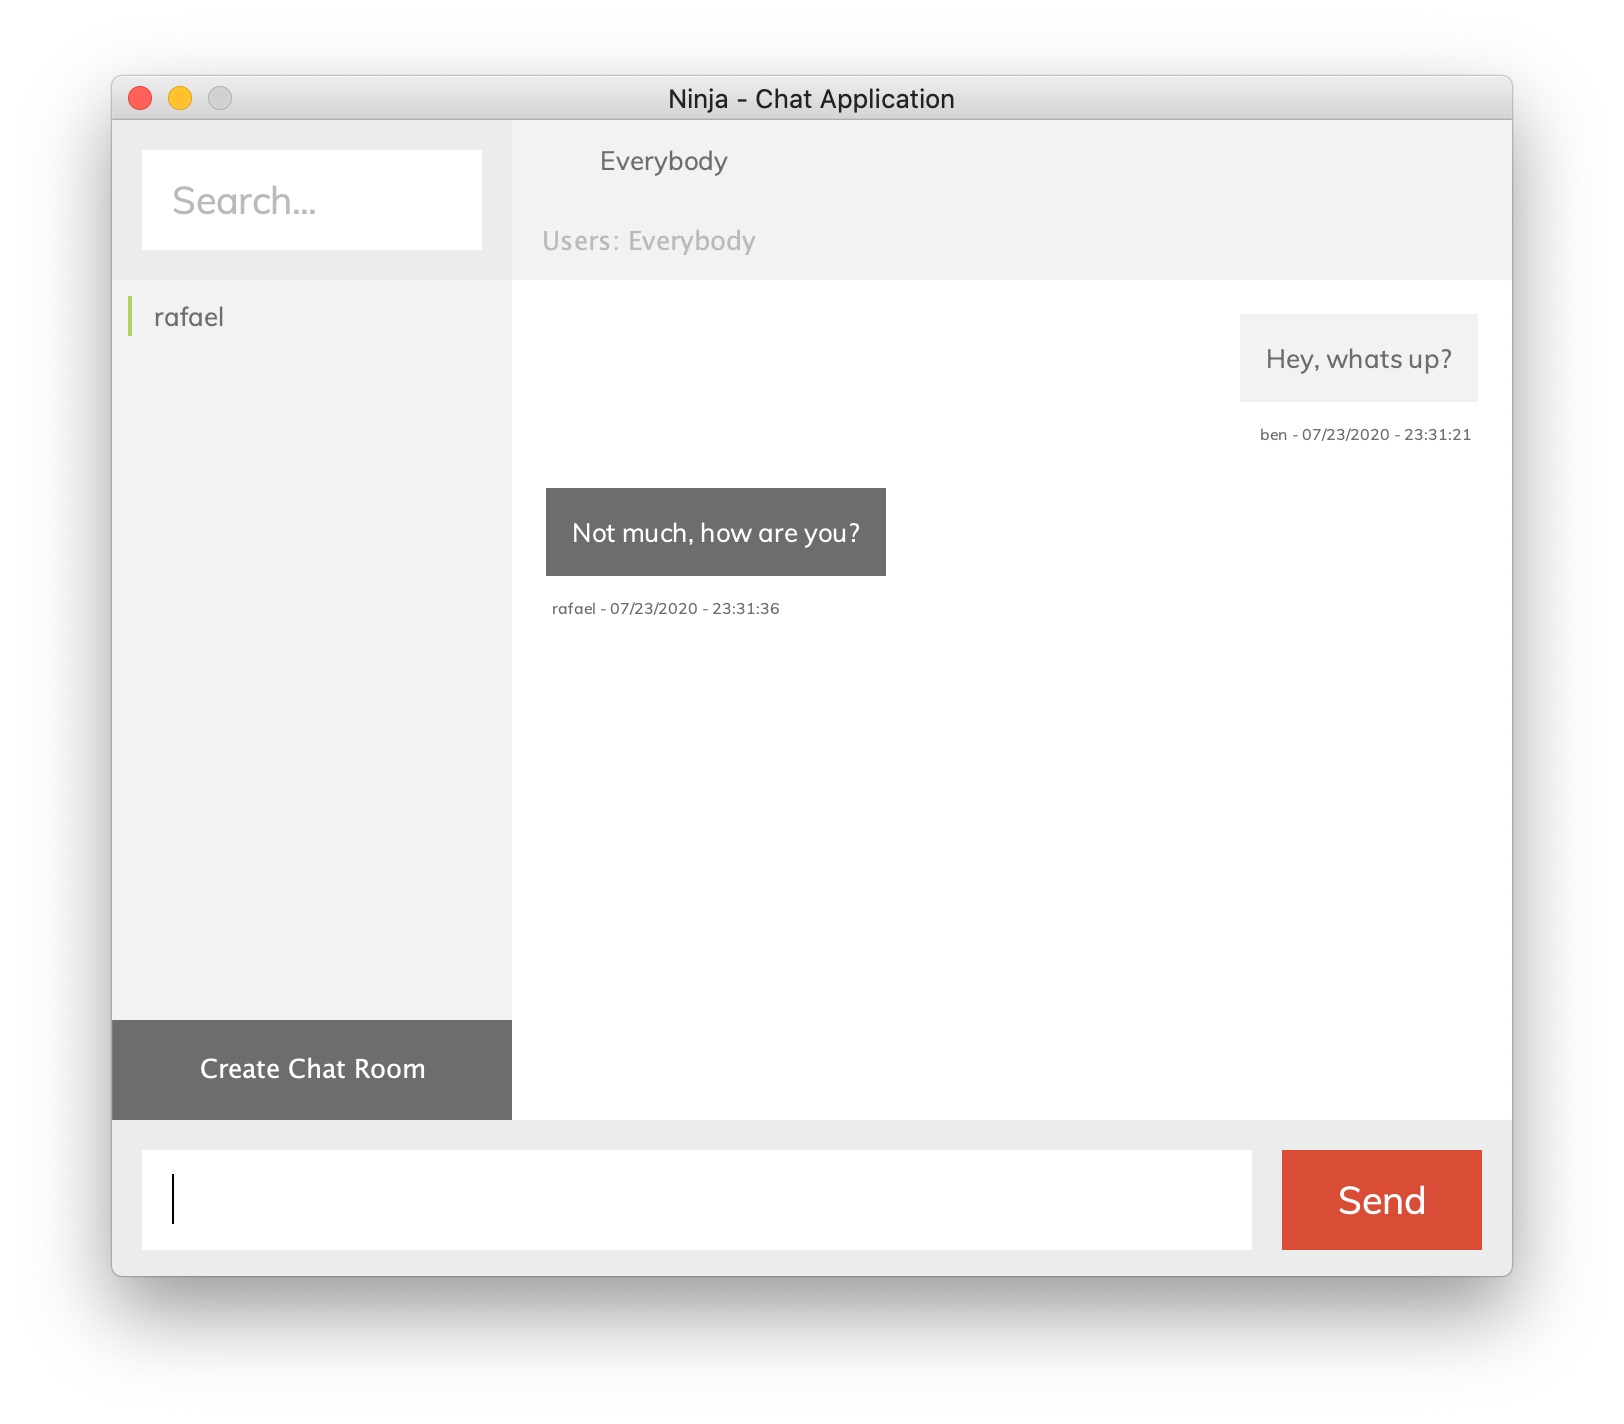 Ninja - Chat Application
Search...
rafael
Create Chat Room
Everybody
Users: Everybody
Hey, whats up?
ben - 07/23/2020 - 23:31:21
Not much, how are you?
rafael - 07/23/2020 - 23:31:36
Send